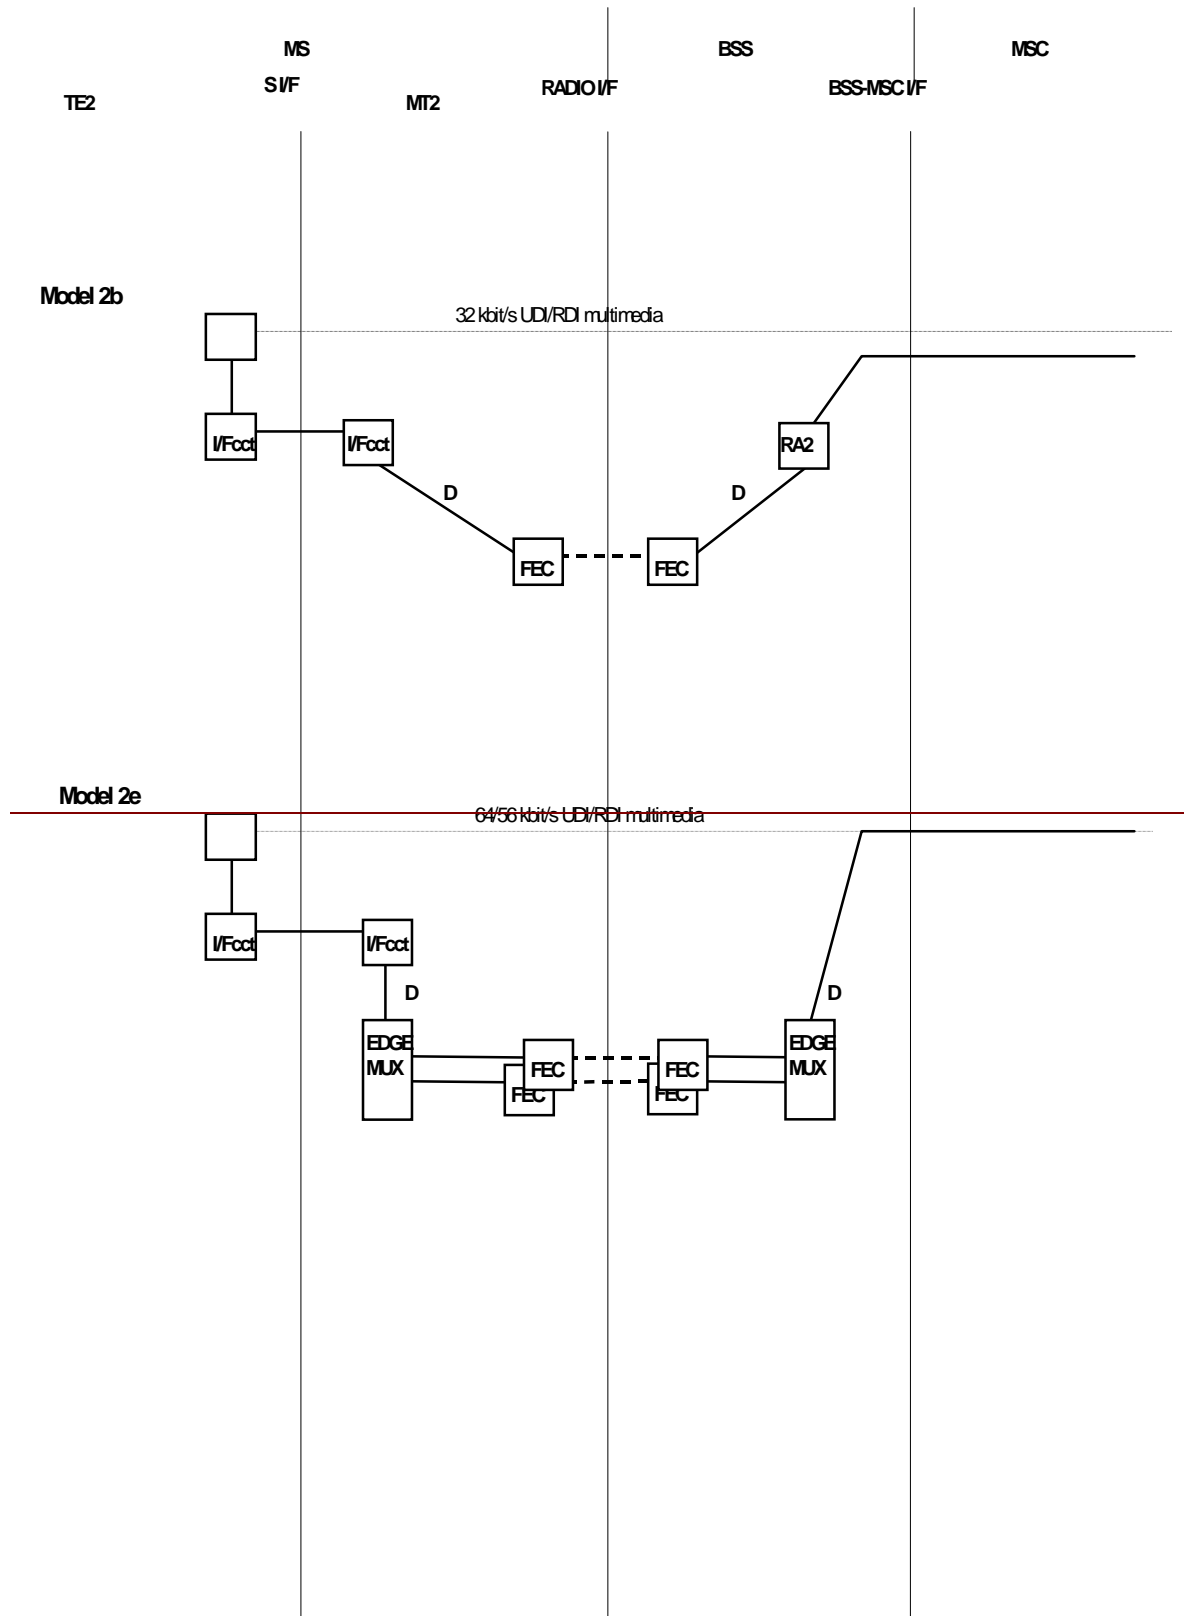 MS
BSS
MSC
S I/F
RADIO I/F
BSS-MSC I/F
TE2
MT2
Model 2b
32 kbit/s UDI/RDI multimedia
I/Fcct
I/Fcct
RA2
D
D
FEC
FEC
Model 2e
64/56 kbit/s UDI/RDI multimedia
I/Fcct
I/Fcct
D
D
EDGE
MUX
FEC
FEC
EDGE
MUX
FEC
FEC